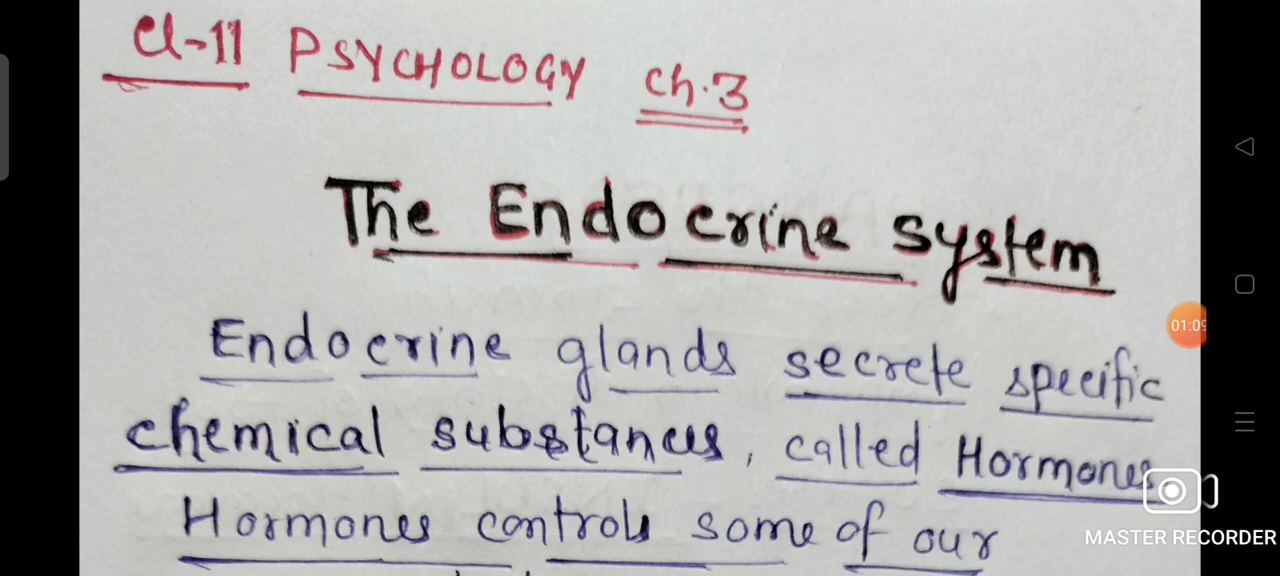 Cl-11 PSYCHOLOGY Ch.3
The Endocrine system
Endocrine glands secrete specific
chemical substances, called Hormones
Hormones controls some of our
01:09
MASTER RECORDER